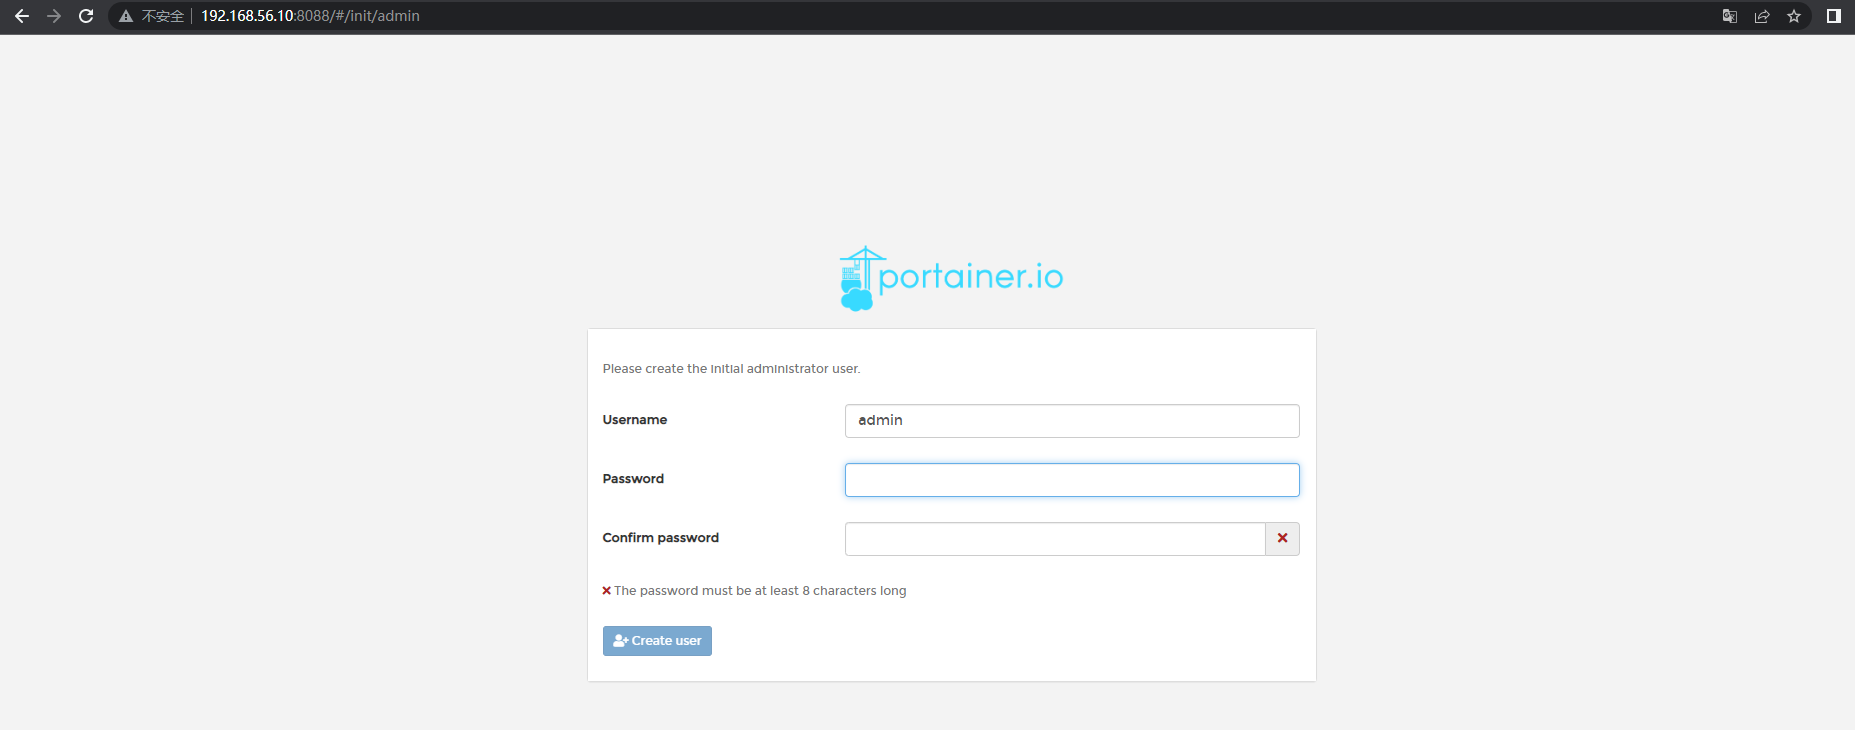 不安全 192.168.56.10:8088/#/init/admin
portainer.io
Please create the initial administrator user.
Username
admin
Password
Confirm password
The password must be at least 8 characters long
Create user